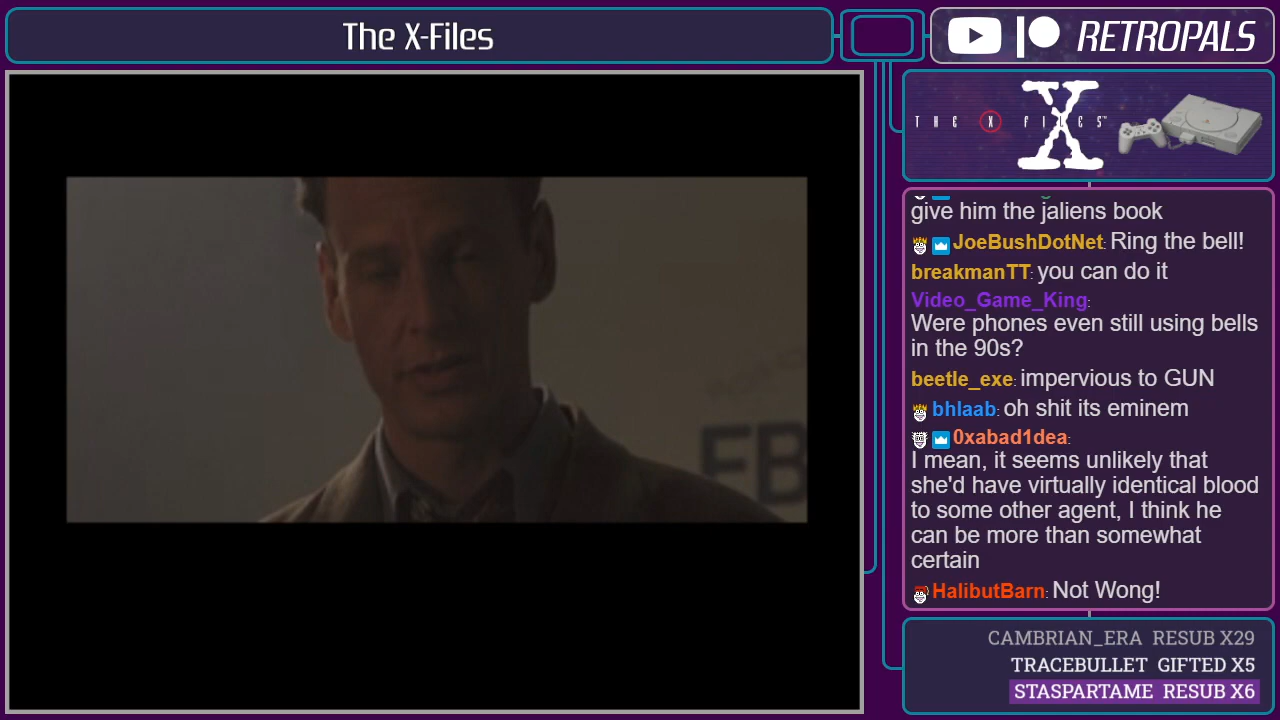 The X-Files
RETROPALS
THE X FILES™
X
give him the jaliens book
JoeBushDotNet: Ring the bell!
breakmanTT: you can do it
Video_Game_King:
Were phones even still using bells
in the 90s?
beetle_exe: impervious to GUN
bhlaab: oh shit its eminem
0xabad1dea:
I mean, it seems unlikely that
she'd have virtually identical blood
to some other agent, I think he
can be more than somewhat
certain
HalibutBarn: Not Wong!
FB
CAMBRIAN_ERA RESUB X29
TRACEBULLET GIFTED X5
STASPARTAME RESUB X6